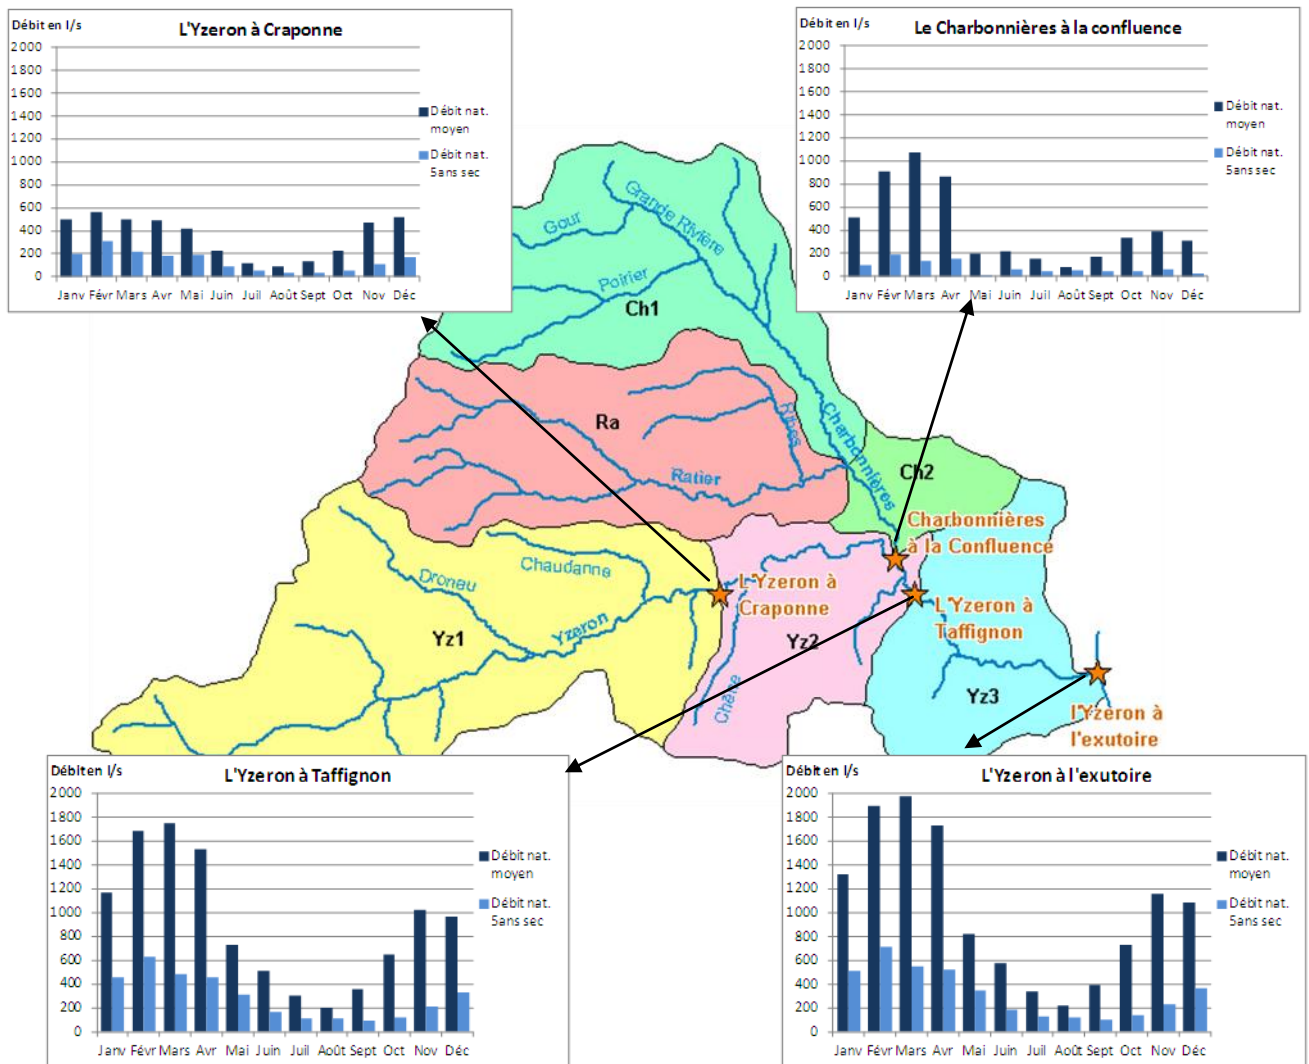 Débit en l/s
L'Yzeron à Craponne
2000
1800
1600
1400
1200
1000
800
600
400
200
0
Janv Févr Mars Avr Mai Juin Juil Août Sept Oct Nov Déc
Débit nat.
moyen
Débit nat.
5ans sec
Débit en l/s
Le Charbonnières à la confluence
2000
1800
1600
1400
1200
1000
800
600
400
200
0
Janv Févr Mars Avr Mai Juin Juil Août Sept Oct Nov Déc
Débit nat.
moyen
Débit nat.
5ans sec
Gour
Grande Rivière
Poirier
Ch1
Ra
Ribes
Charbonnières
Ratier
Ch2
Charbonnières
à la Confluence
Droneu
Chaudanne
L'Yzeron à
Craponne
Yzeron
Yz1
Yz2
L'Yzeron à
Taffignon
Chêne
Yz3
l'Yzeron à
l'exutoire
Débit en l/s
L'Yzeron à Taffignon
2000
1800
1600
1400
1200
1000
800
600
400
200
0
Janv Févr Mars Avr Mai Juin Juil Août Sept Oct Nov Déc
Débit nat.
moyen
Débit nat.
5ans sec
Débit en l/s
L'Yzeron à l'exutoire
2000
1800
1600
1400
1200
1000
800
600
400
200
0
Janv Févr Mars Avr Mai Juin Juil Août Sept Oct Nov Déc
Débit nat.
moyen
Débit nat.
5ans sec